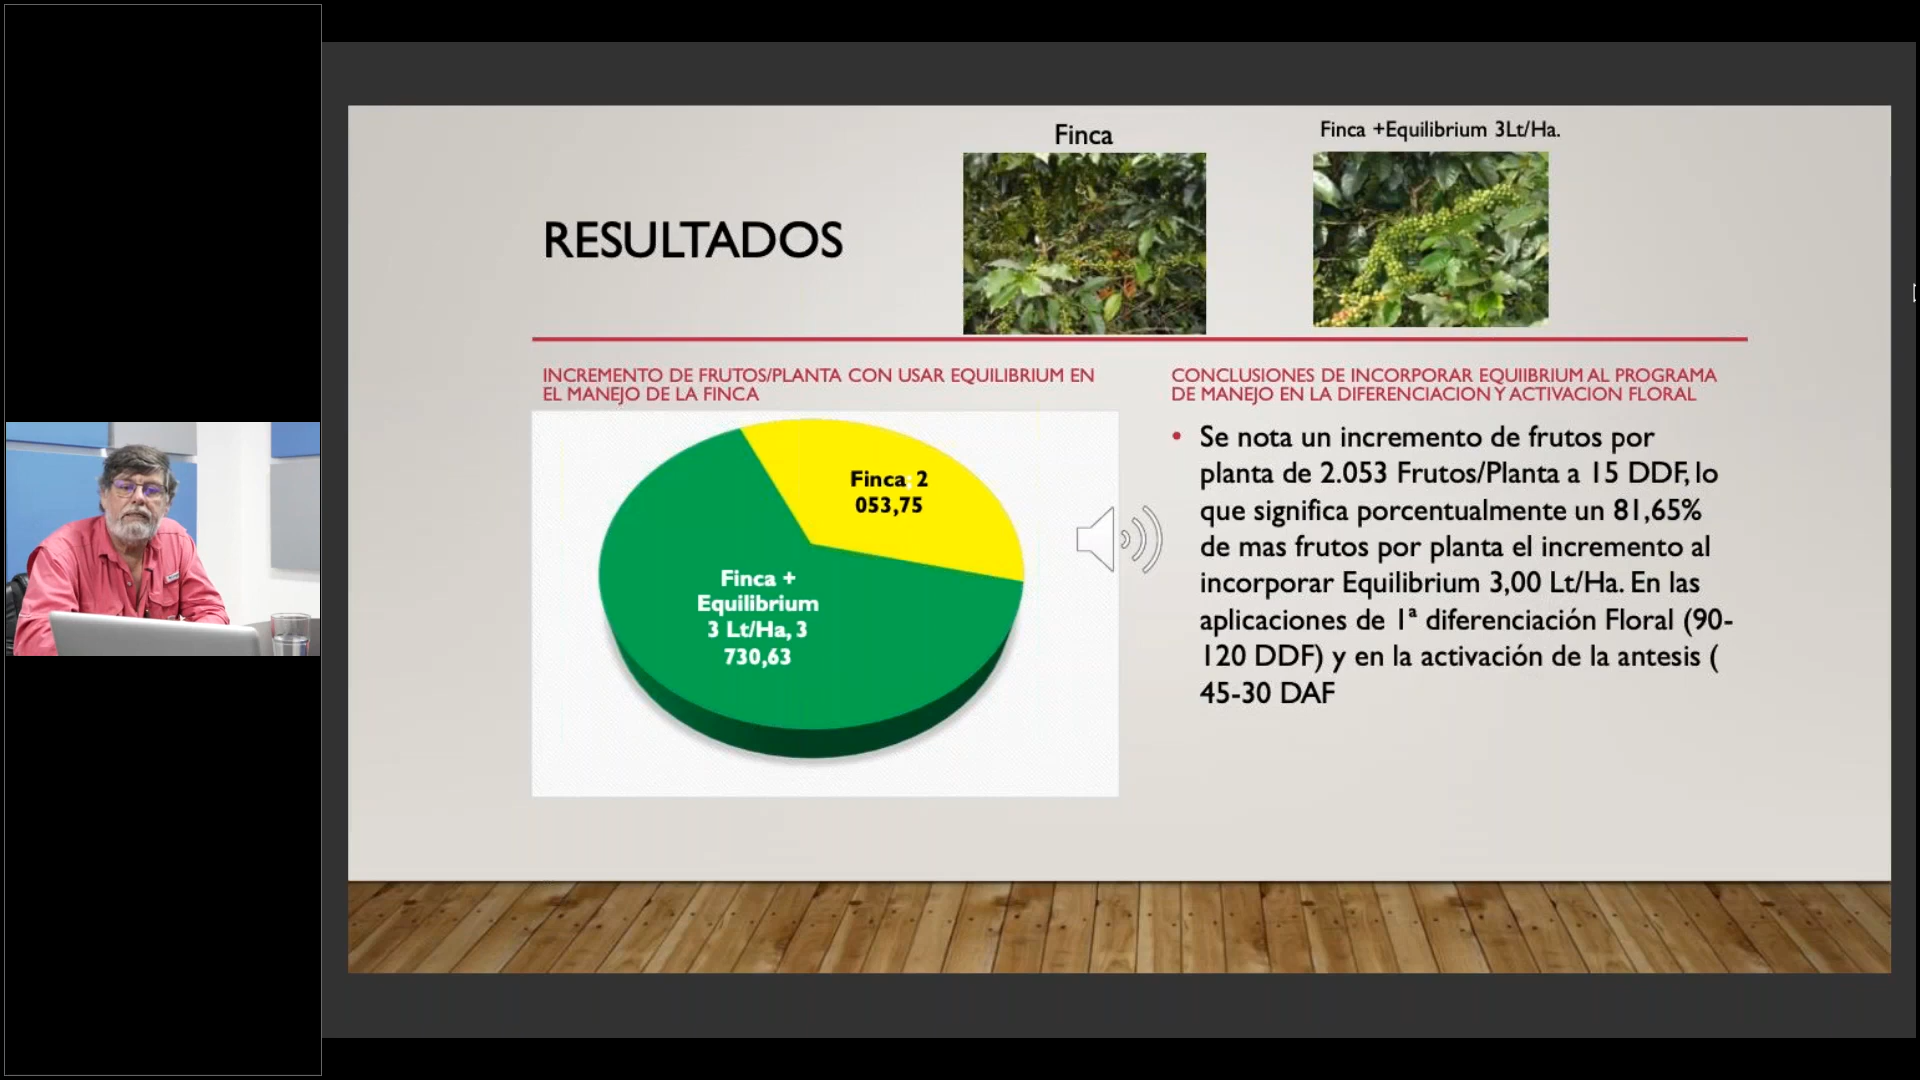 Finca
Finca +Equilibrium 3Lt/Ha.
RESULTADOS
INCREMENTO DE FRUTOS/PLANTA CON USAR EQUILIBRIUM EN
EL MANEJO DE LA FINCA
Finca 2
053,75
Finca +
Equilibrium
3 Lt/Ha, 3
730,63
CONCLUSIONES DE INCORPORAR EQUIIBRIUM AL PROGRAMA
DE MANEJO EN LA DIFERENCIACION Y ACTIVACION FLORAL
• Se nota un incremento de frutos por
planta de 2.053 Frutos/Planta a 15 DDF, lo
que significa porcentualmente un 81,65%
de mas frutos por planta el incremento al
incorporar Equilibrium 3,00 Lt/Ha. En las
aplicaciones de 1ª diferenciación Floral (90-
120 DDF) y en la activación de la antesis (
45-30 DAF